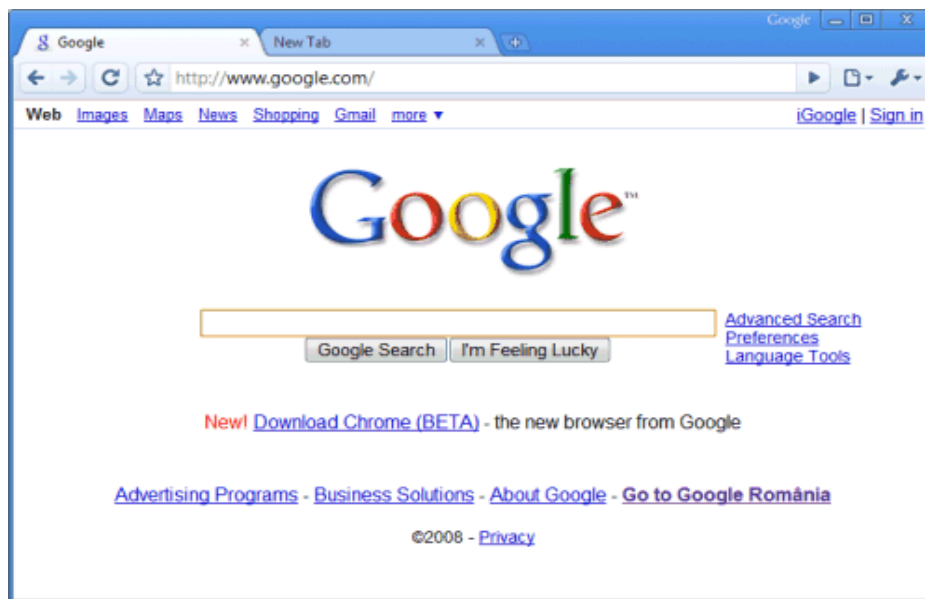 Google
Google New Tab
http://www.google.com/
Web Images Maps News Shopping Gmail more ▼ iGoogle | Sign in
Google™
Advanced Search
Preferences
Language Tools
Google Search I'm Feeling Lucky
New! Download Chrome (BETA) - the new browser from Google
Advertising Programs - Business Solutions - About Google - Go to Google România
©2008 - Privacy